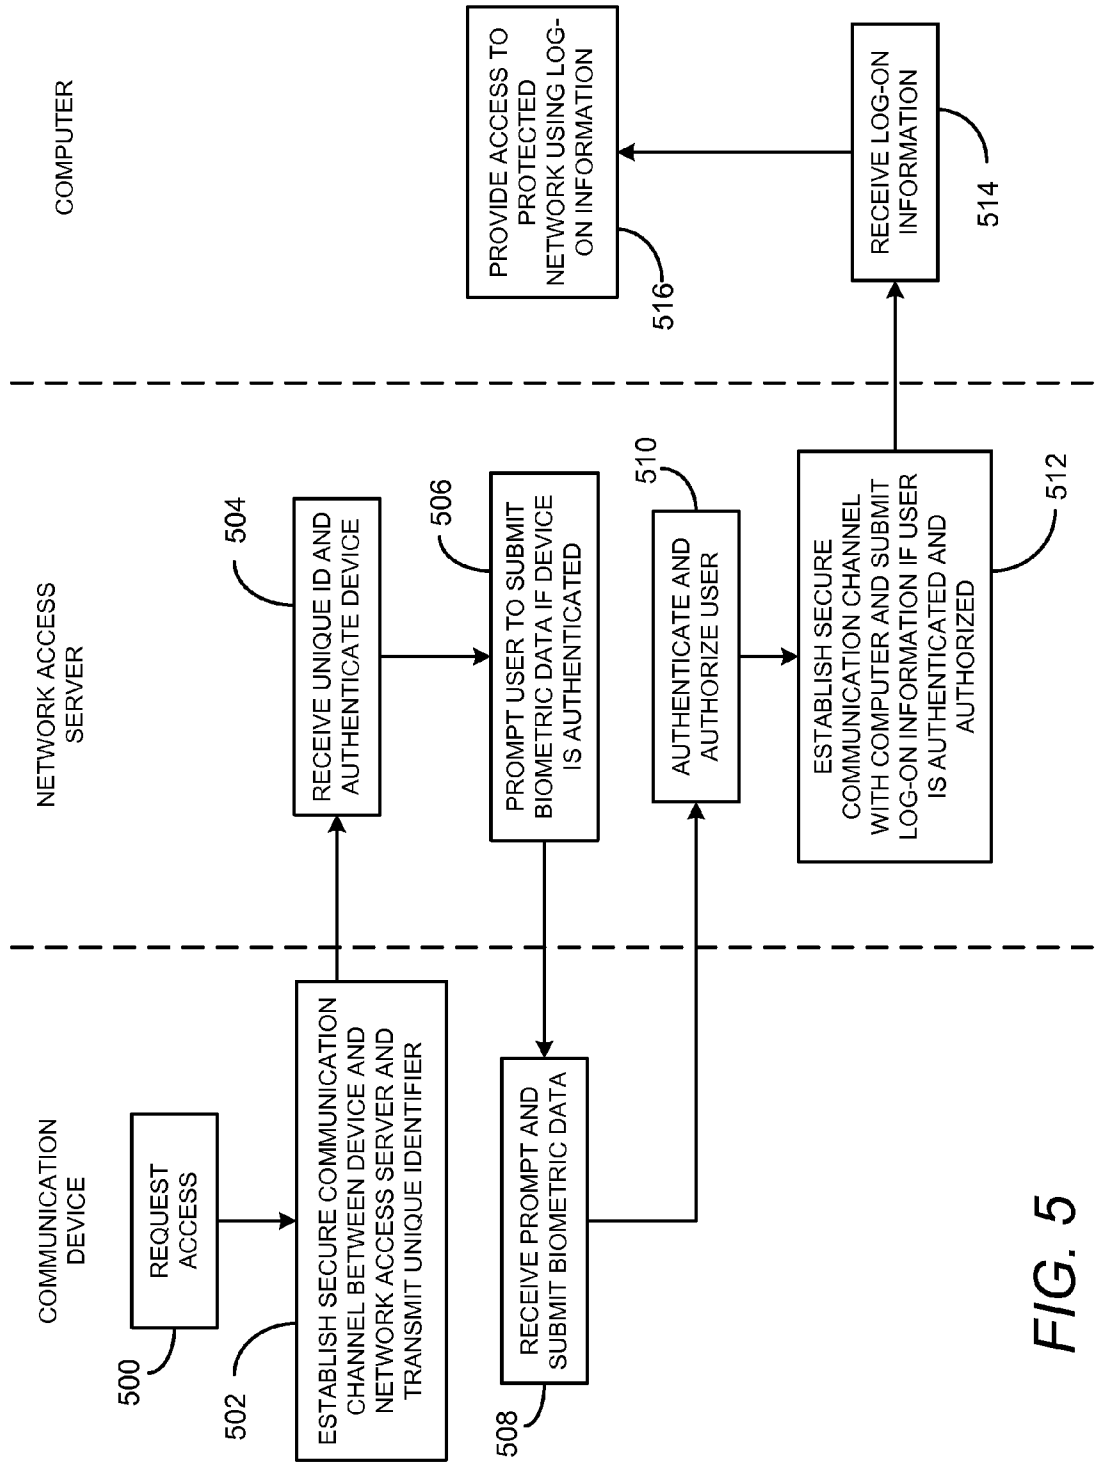 COMMUNICATION
DEVICE
NETWORK ACCESS
SERVER
COMPUTER
500
REQUEST
ACCESS
502
ESTABLISH SECURE COMMUNICATION
CHANNEL BETWEEN DEVICE AND
NETWORK ACCESS SERVER AND
TRANSMIT UNIQUE IDENTIFIER
504
RECEIVE UNIQUE ID AND
AUTHENTICATE DEVICE
506
PROMPT USER TO SUBMIT
BIOMETRIC DATA IF DEVICE
IS AUTHENTICATED
508
RECEIVE PROMPT AND
SUBMIT BIOMETRIC DATA
510
AUTHENTICATE AND
AUTHORIZE USER
512
ESTABLISH SECURE
COMMUNICATION CHANNEL
WITH COMPUTER AND SUBMIT
LOG-ON INFORMATION IF USER
IS AUTHENTICATED AND
AUTHORIZED
514
RECEIVE LOG-ON
INFORMATION
516
PROVIDE ACCESS TO
PROTECTED
NETWORK USING LOG-
ON INFORMATION
FIG. 5